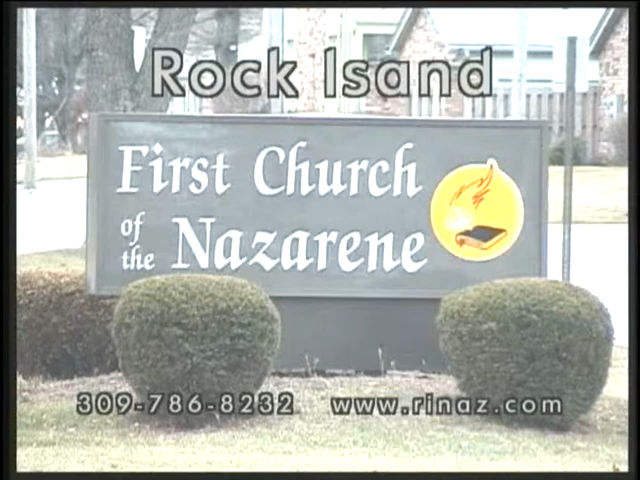 Rock Isand
First Church
of the Nazarene
309-786-8232 www.rinaz.com